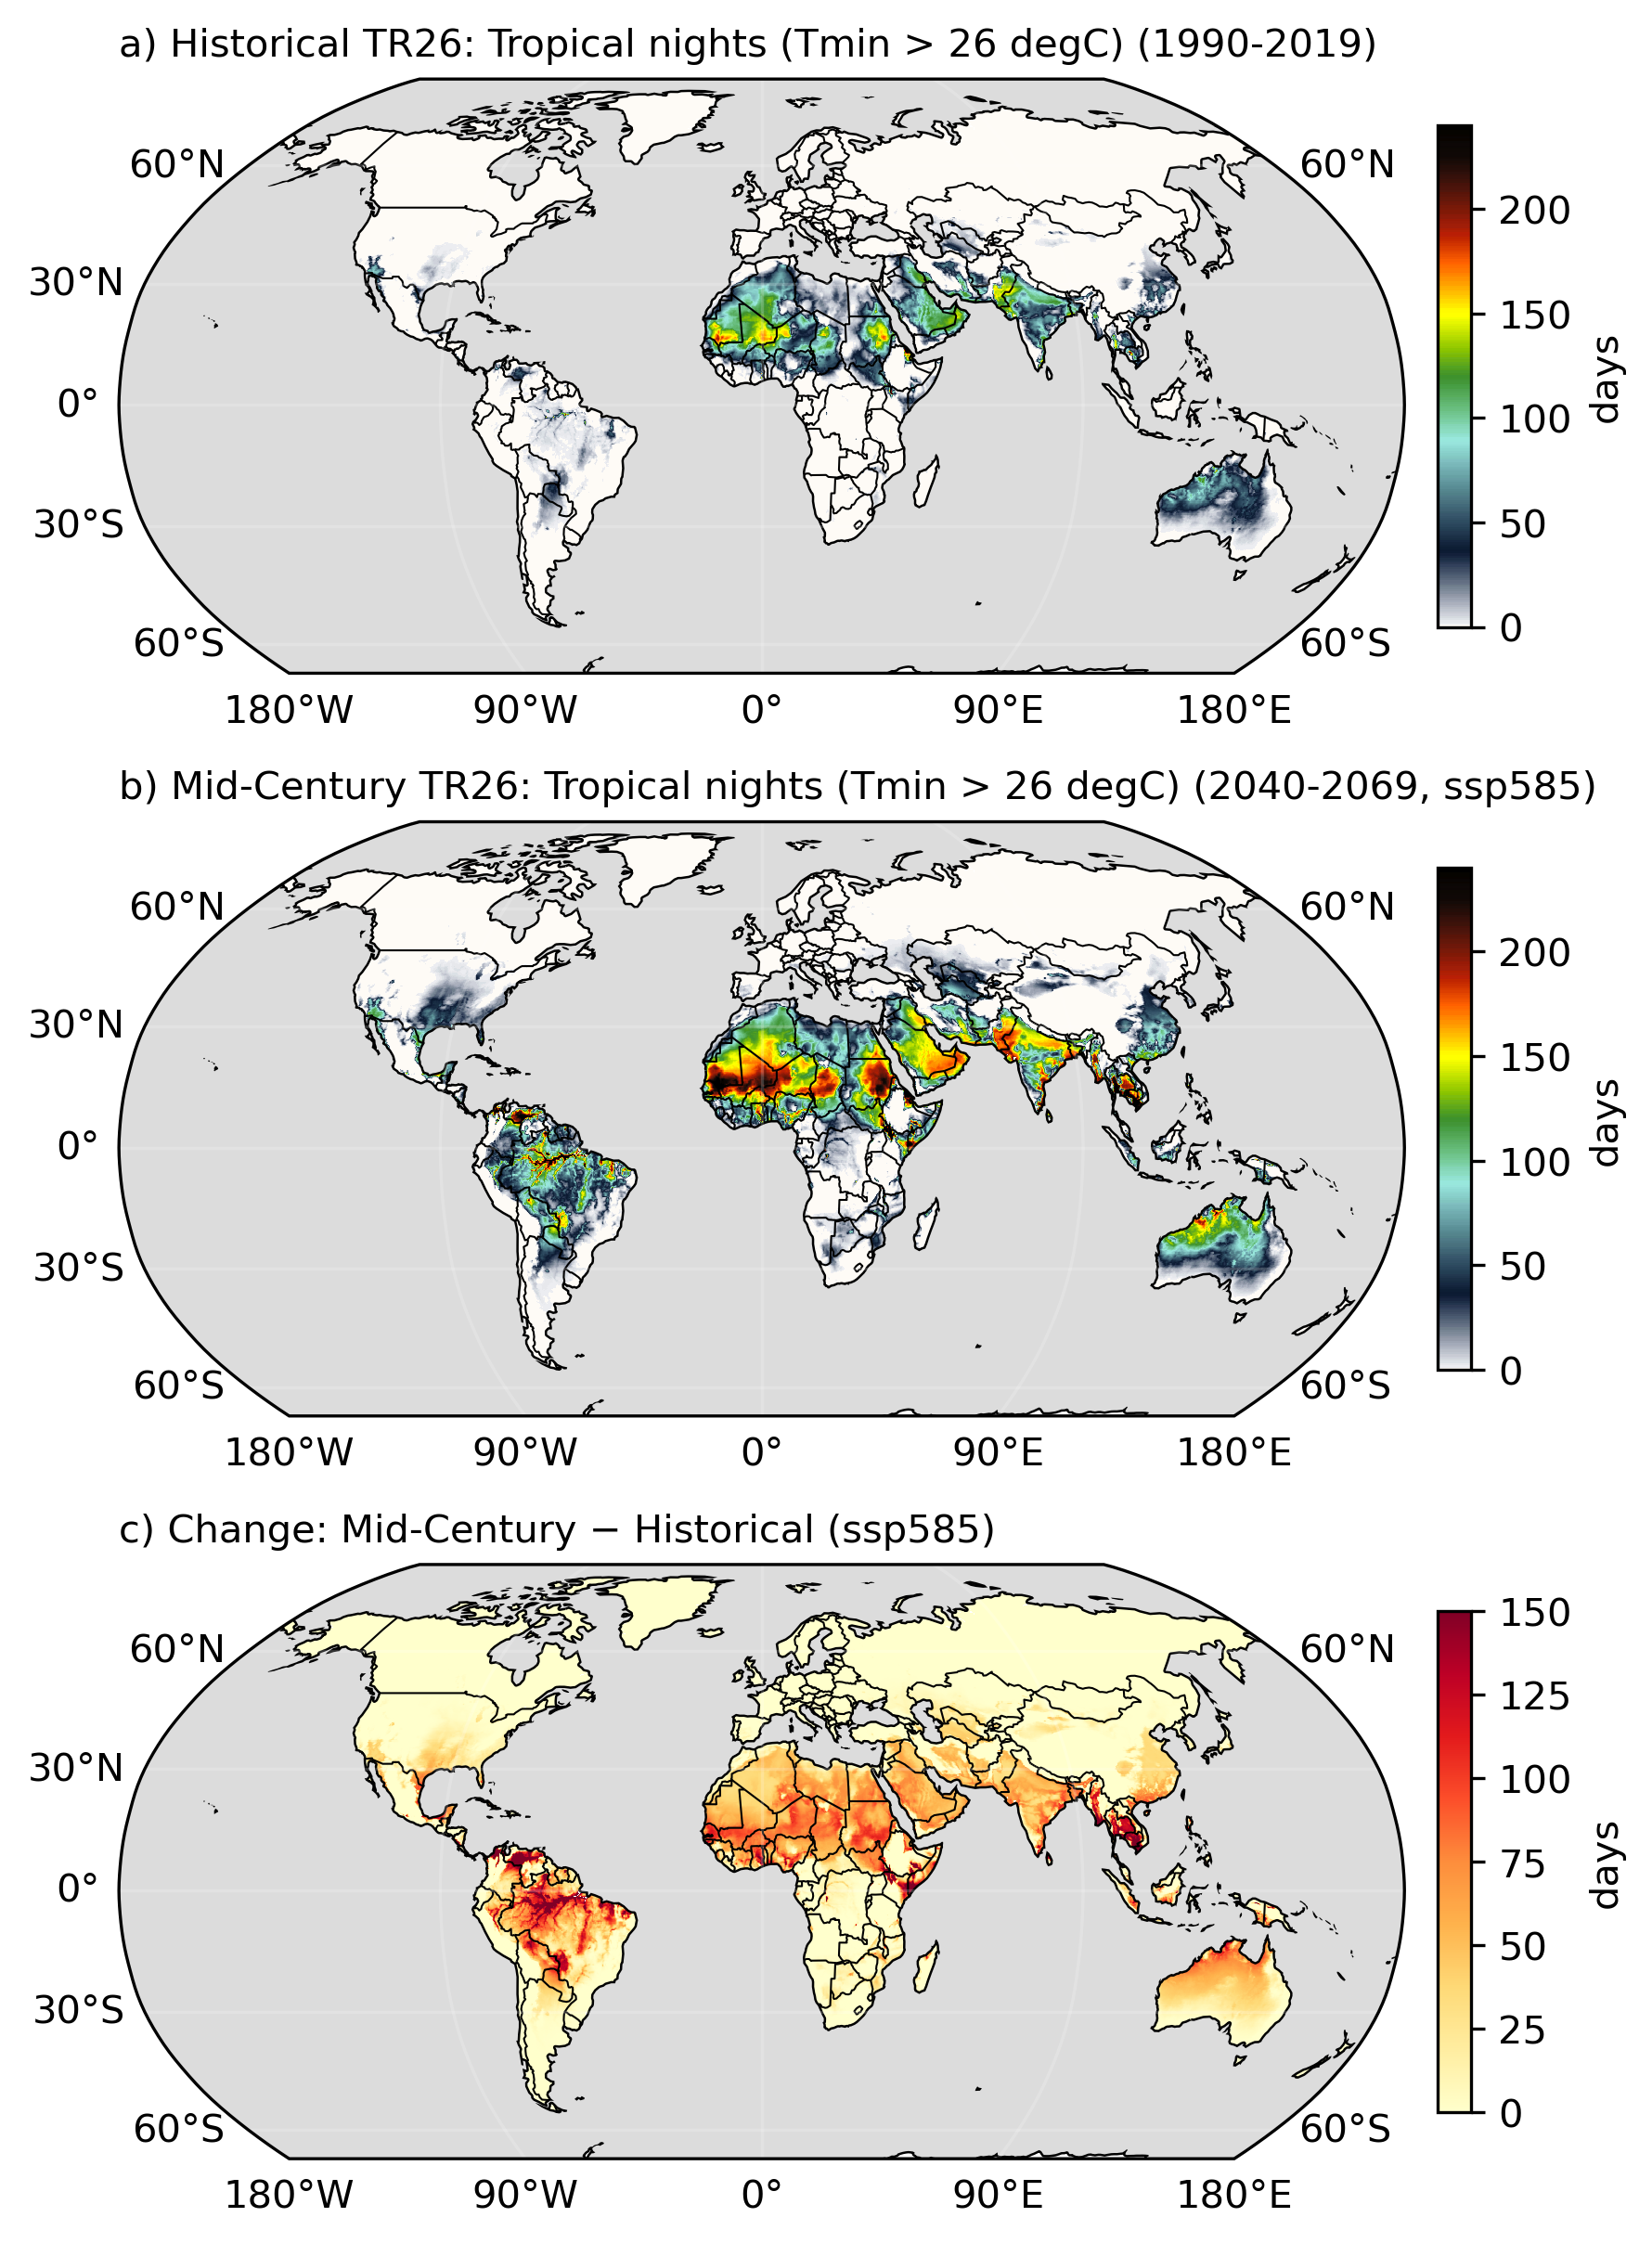 a) Historical TR26: Tropical nights (Tmin > 26 degC) (1990-2019)
60°N 60°N
30°N
0°
30°S
60°S 60°S
180°W 90°W 0° 90°E 180°E
200
150
100
50
0
days
b) Mid-Century TR26: Tropical nights (Tmin > 26 degC) (2040-2069, ssp585)
60°N 60°N
30°N
0°
30°S
60°S 60°S
180°W 90°W 0° 90°E 180°E
200
150
100
50
0
days
c) Change: Mid-Century − Historical (ssp585)
60°N 60°N
30°N
0°
30°S
60°S 60°S
180°W 90°W 0° 90°E 180°E
150
125
100
75
50
25
0
days